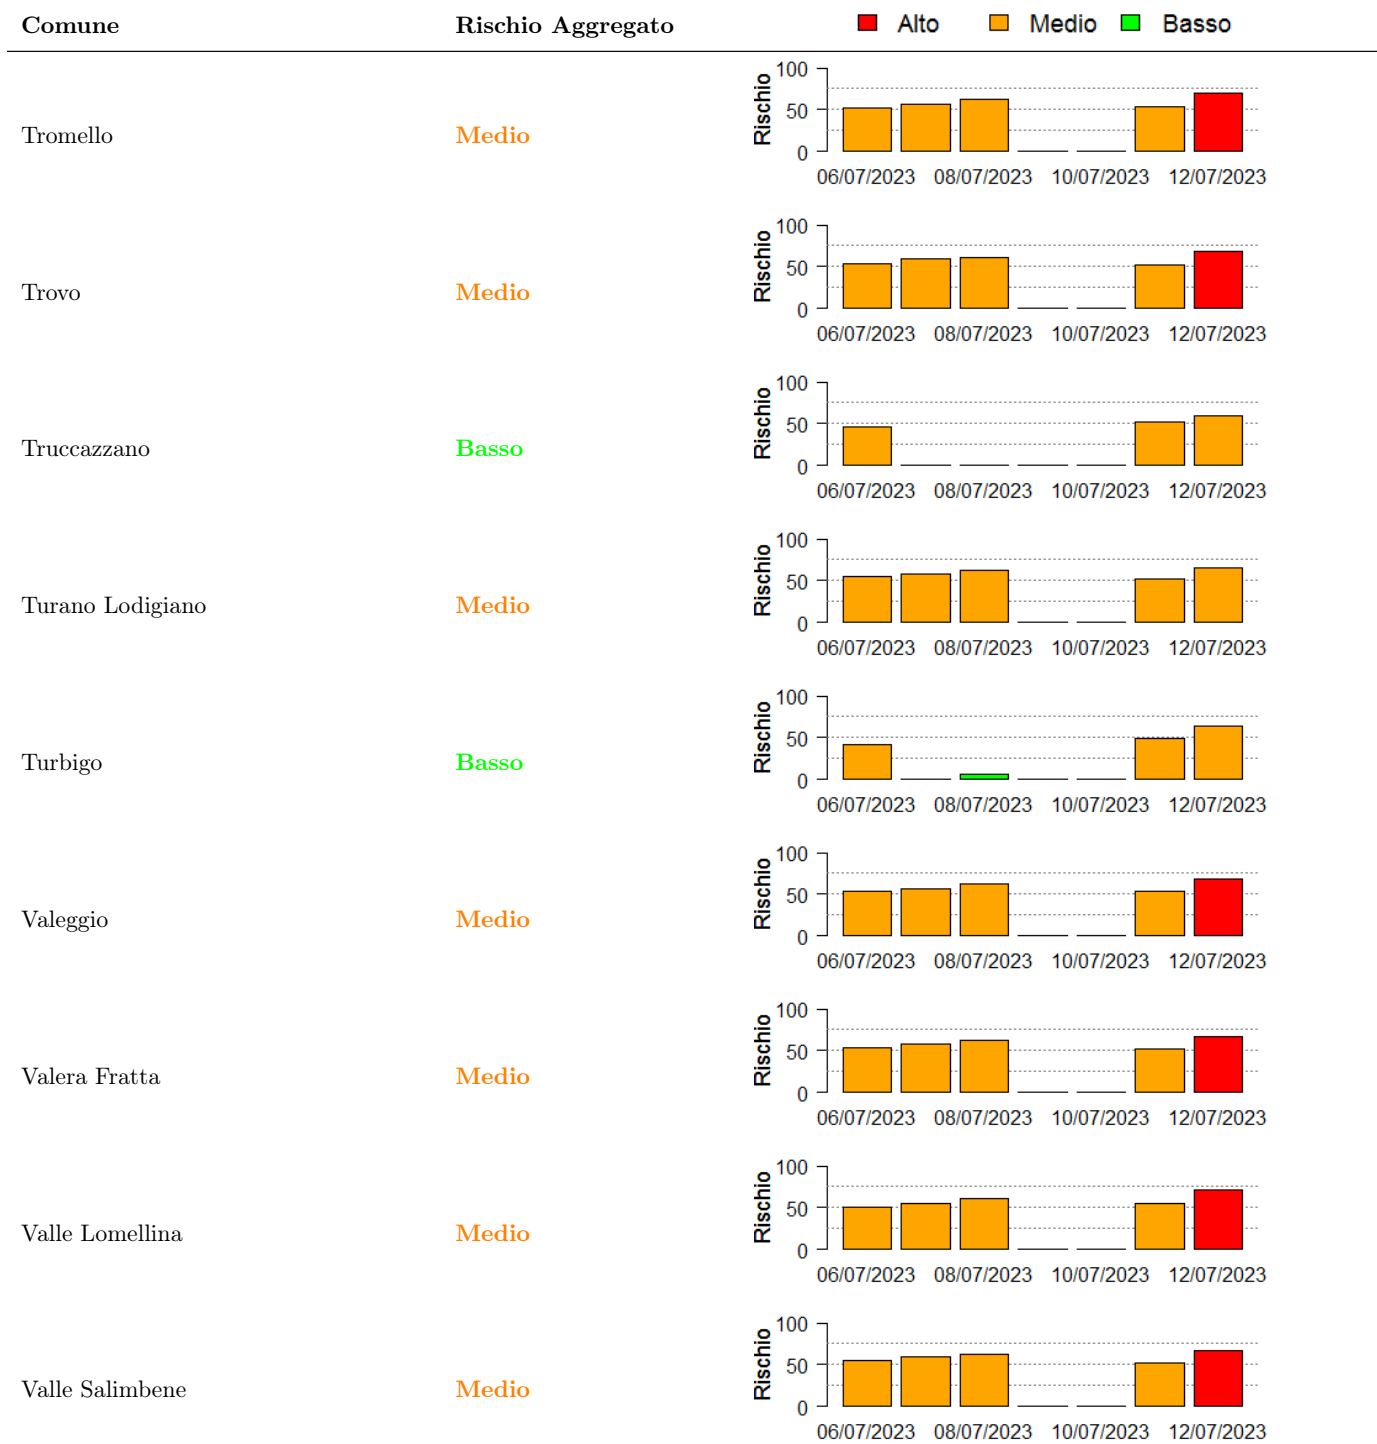 Comune Rischio Aggregato Alto Medio Basso
Tromello Medio
Rischio
100
50
0
06/07/2023 08/07/2023 10/07/2023 12/07/2023
Trovo Medio
Rischio
100
50
0
06/07/2023 08/07/2023 10/07/2023 12/07/2023
Truccazzano Basso
Rischio
100
50
0
06/07/2023 08/07/2023 10/07/2023 12/07/2023
Turano Lodigiano Medio
Rischio
100
50
0
06/07/2023 08/07/2023 10/07/2023 12/07/2023
Turbigo Basso
Rischio
100
50
0
06/07/2023 08/07/2023 10/07/2023 12/07/2023
Valeggio Medio
Rischio
100
50
0
06/07/2023 08/07/2023 10/07/2023 12/07/2023
Valera Fratta Medio
Rischio
100
50
0
06/07/2023 08/07/2023 10/07/2023 12/07/2023
Valle Lomellina Medio
Rischio
100
50
0
06/07/2023 08/07/2023 10/07/2023 12/07/2023
Valle Salimbene Medio
Rischio
100
50
0
06/07/2023 08/07/2023 10/07/2023 12/07/2023